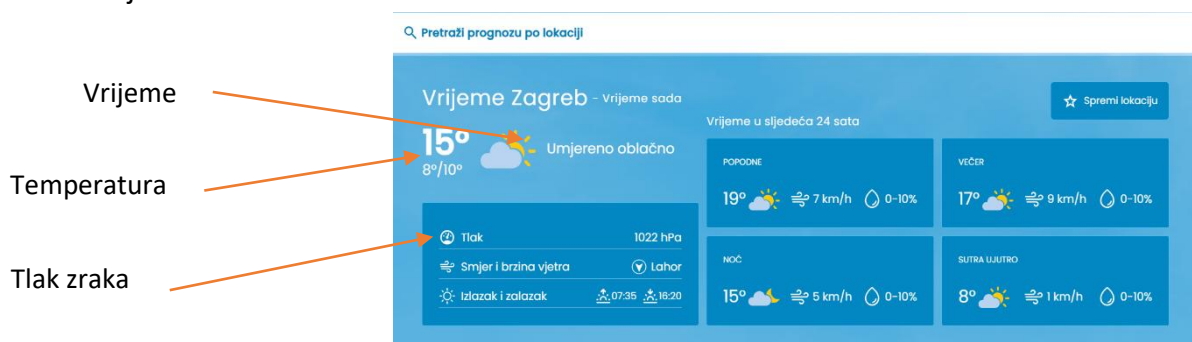 Pretraži prognozu po lokaciji
Vrijeme
Temperatura
Tlak zraka
Vrijeme Zagreb - Vrijeme sada
15°
8°/10°
Umjereno oblačno
Tlak 1022 hPa
Smjer i brzina vjetra Lahor
Izlazak i zalazak 07:35 16:20
Spremi lokaciju
Vrijeme u sljedeća 24 sata
POPODNE
19° 7 km/h 0-10%
VEČER
17° 9 km/h 0-10%
NOĆ
15° 5 km/h 0-10%
SUTRA UJUTRO
8° 1 km/h 0-10%